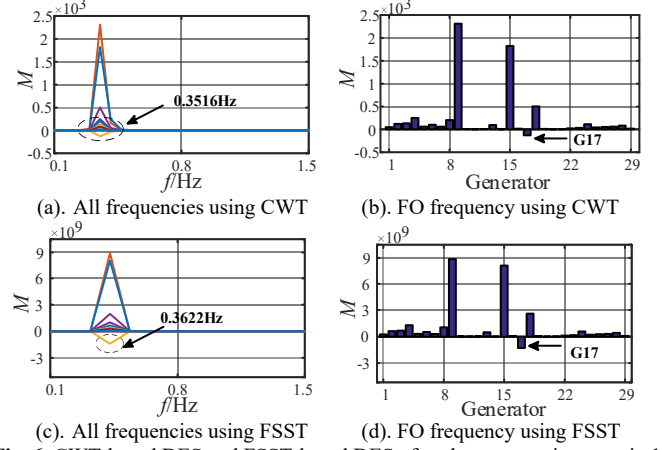 ×10³
2.5
2
1.5
1
0.5
0
-0.5
M
0.3516Hz
0.1
0.8
1.5
f/Hz
(a). All frequencies using CWT
×10³
2.5
2
1.5
1
0.5
0
-0.5
M
G17
1
8
15
22
29
Generator
(b). FO frequency using CWT
×10⁹
9
6
3
0
-3
M
0.3622Hz
0.1
0.8
1.5
f/Hz
(c). All frequencies using FSST
×10⁹
9
6
3
0
-3
M
G17
1
8
15
22
29
Generator
(d). FO frequency using FSST